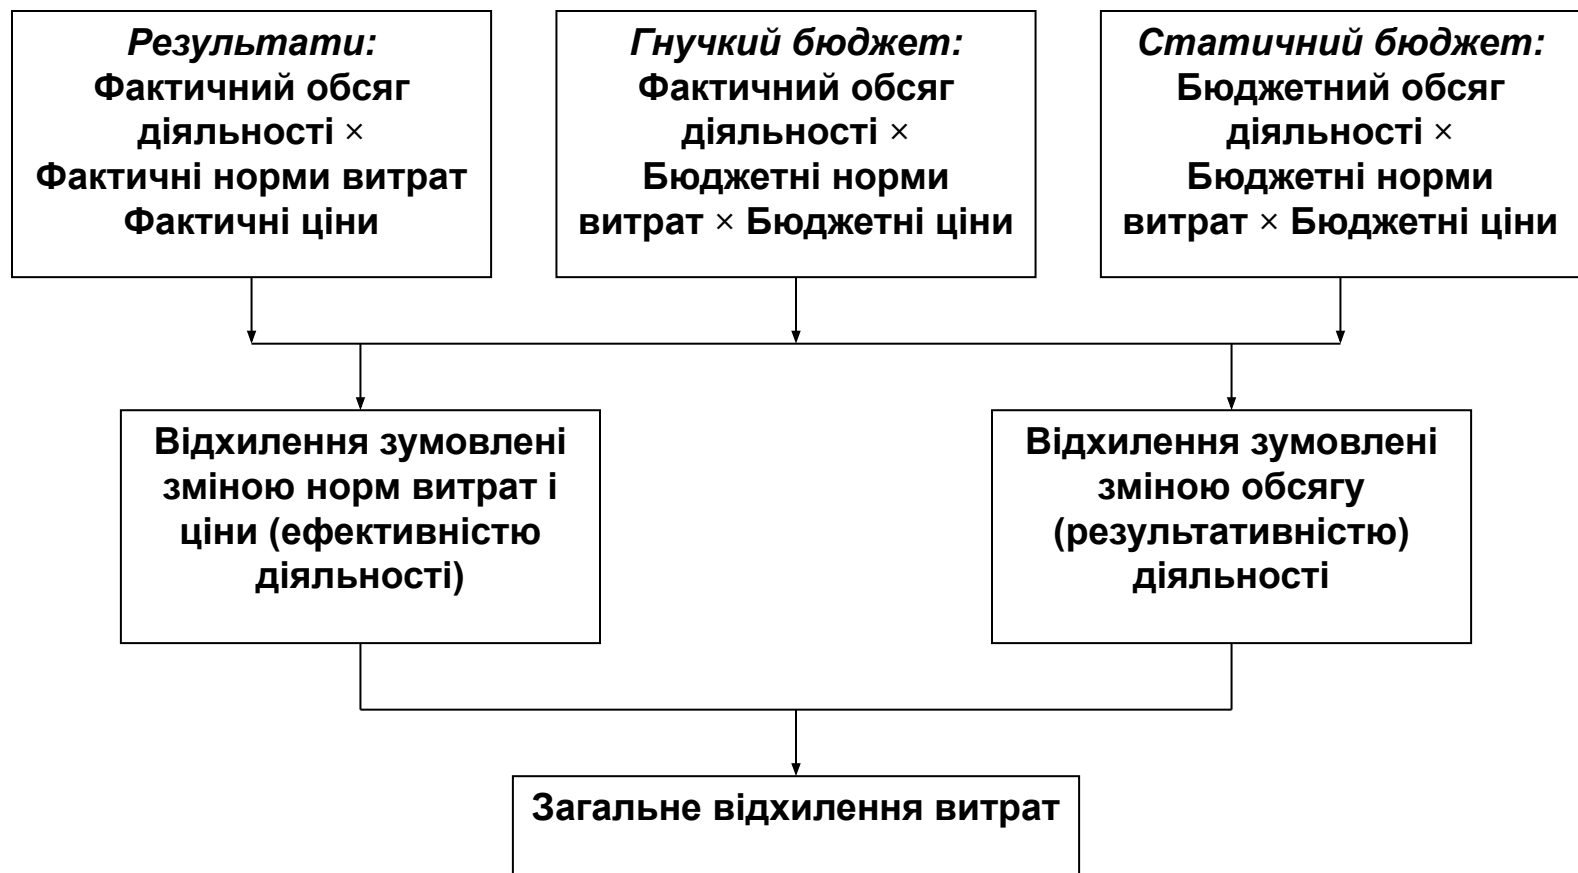 Результати:
Фактичний обсяг
діяльності ×
Фактичні норми витрат
Фактичні ціни
Гнучкий бюджет:
Фактичний обсяг
діяльності ×
Бюджетні норми
витрат × Бюджетні ціни
Статичний бюджет:
Бюджетний обсяг
діяльності ×
Бюджетні норми
витрат × Бюджетні ціни
Відхилення зумовлені
зміною норм витрат і
ціни (ефективністю
діяльності)
Відхилення зумовлені
зміною обсягу
(результативністю)
діяльності
Загальне відхилення витрат